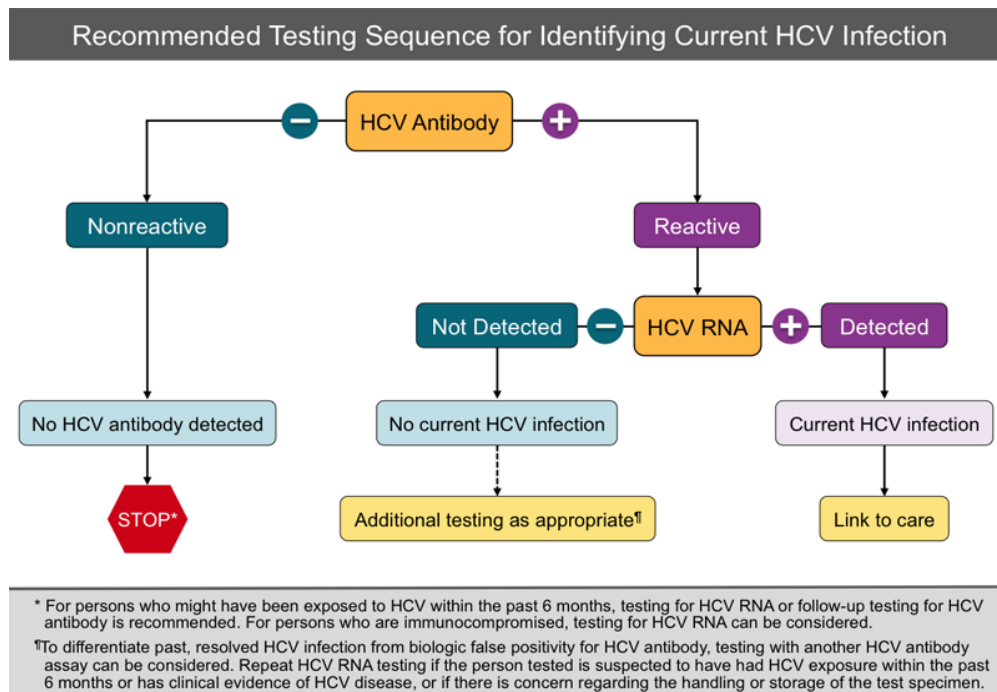 Recommended Testing Sequence for Identifying Current HCV Infection
− HCV Antibody +
Nonreactive
Reactive
Not Detected − HCV RNA + Detected
No HCV antibody detected
No current HCV infection
Current HCV infection
STOP*
Additional testing as appropriate¶
Link to care
* For persons who might have been exposed to HCV within the past 6 months, testing for HCV RNA or follow-up testing for HCV
antibody is recommended. For persons who are immunocompromised, testing for HCV RNA can be considered.
¶To differentiate past, resolved HCV infection from biologic false positivity for HCV antibody, testing with another HCV antibody
assay can be considered. Repeat HCV RNA testing if the person tested is suspected to have had HCV exposure within the past
6 months or has clinical evidence of HCV disease, or if there is concern regarding the handling or storage of the test specimen.